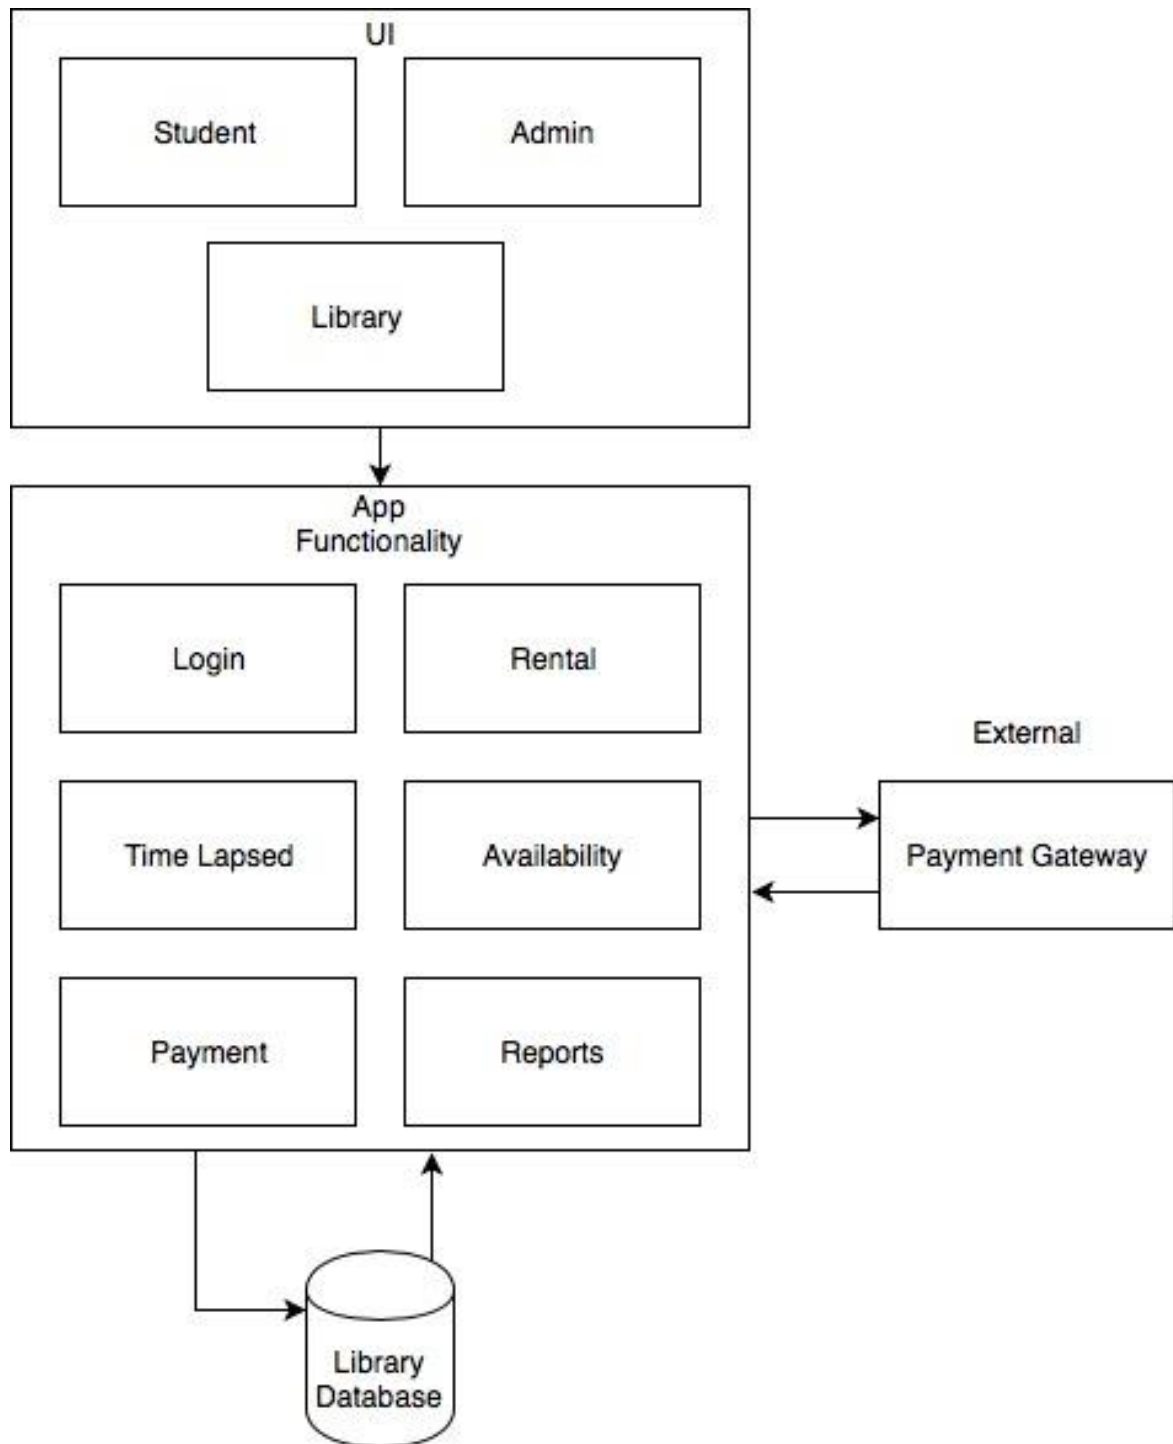 UI
Student
Admin
Library
App
Functionality
Login
Rental
External
Time Lapsed
Availability
Payment Gateway
Payment
Reports
Library
Database